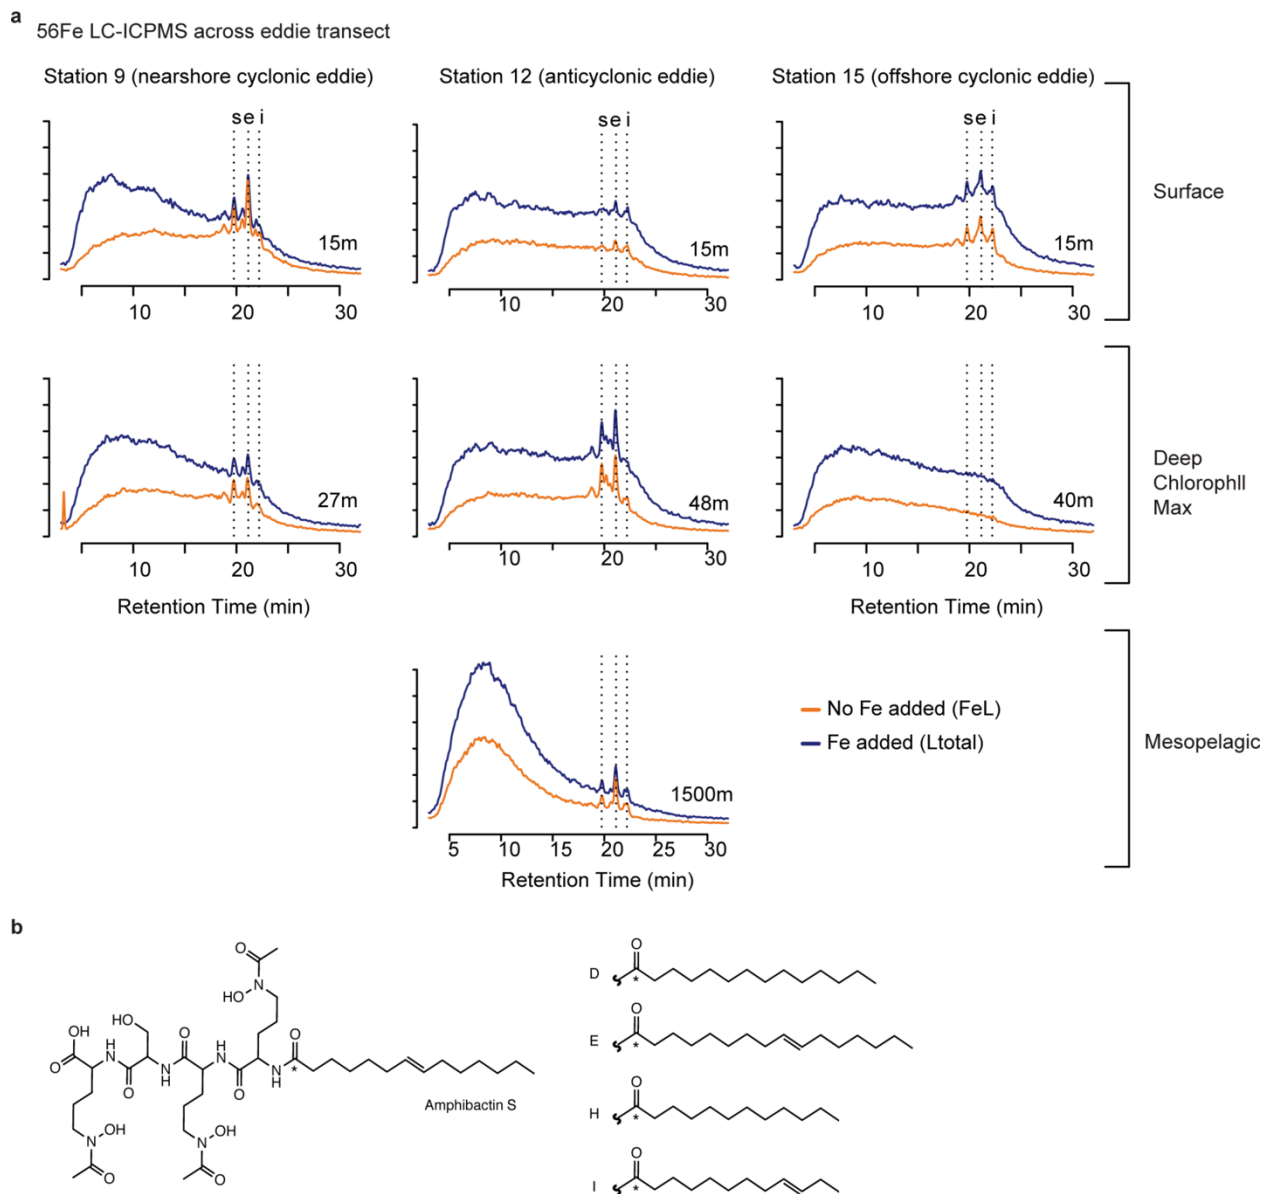 a
56Fe LC-ICPMS across eddie transect
Station 9 (nearshore cyclonic eddie)
Station 12 (anticyclonic eddie)
Station 15 (offshore cyclonic eddie)
s e i
s e i
s e i
15m
15m
15m
Surface
10 20 30
10 20 30
10 20 30
27m
48m
40m
Deep
Chlorophll
Max
10 20 30
10 20 30
10 20 30
Retention Time (min)
Retention Time (min)
1500m
5 10 15 20 25 30
Retention Time (min)
No Fe added (FeL)
Fe added (Ltotal)
Mesopelagic
b
O
N
HO
OH
O
H
N
O
HO
N
H
O
H
N
O
N
H
O
*
Amphibactin S
N
OH
O
N
OH
O
D
O
*
E
O
*
H
O
*
I
O
*